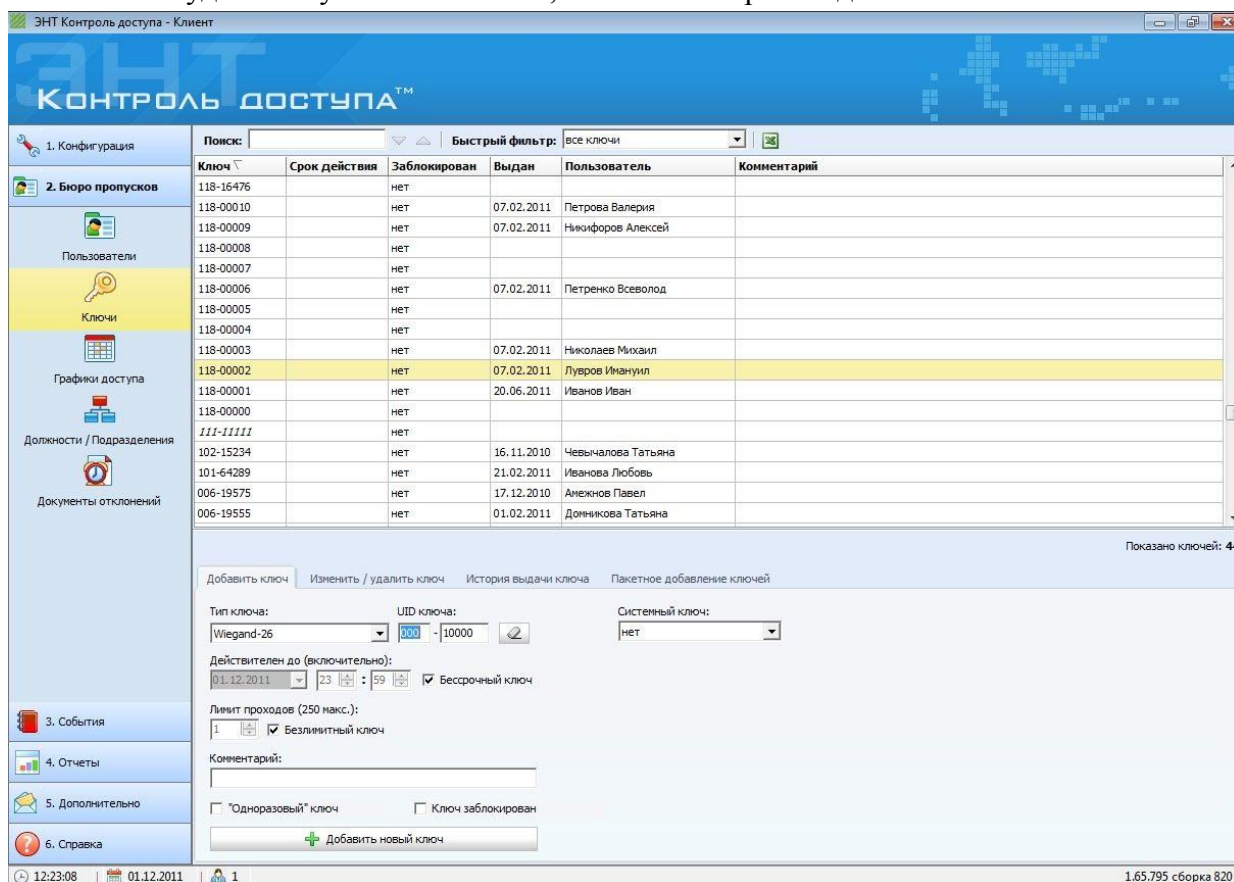 ЭНТ Контроль доступа - Клиент
ЭНТ
Контроль доступа™
1. Конфигурация
2. Бюро пропусков
Пользователи
Ключи
Графики доступа
Должности / Подразделения
Документы отклонений
3. События
4. Отчеты
5. Дополнительно
6. Справка
Поиск: Быстрый фильтр: все ключи
Ключ Срок действия Заблокирован Выдан Пользователь Комментарий
118-16476 нет
118-00010 нет 07.02.2011 Петрова Валерия
118-00009 нет 07.02.2011 Никифоров Алексей
118-00008 нет
118-00007 нет
118-00006 нет 07.02.2011 Петренко Всеволод
118-00005 нет
118-00004 нет
118-00003 нет 07.02.2011 Николаев Михаил
118-00002 нет 07.02.2011 Лувров Имануил
118-00001 нет 20.06.2011 Иванов Иван
118-00000 нет
111-11111 нет
102-15234 нет 16.11.2010 Чевычалова Татьяна
101-64289 нет 21.02.2011 Иванова Любовь
006-19575 нет 17.12.2010 Амежнов Павел
006-19555 нет 01.02.2011 Домникова Татьяна
Показано ключей:
Добавить ключ Изменить / удалить ключ История выдачи ключа Пакетное добавление ключей
Тип ключа: UID ключа: Системный ключ:
Wiegand-26 000 - 10000 нет
Действителен до (включительно):
01.12.2011 23 : 59 Бессрочный ключ
Лимит проходов (250 макс.):
1 Безлимитный ключ
Комментарий:
"Одноразовый" ключ Ключ заблокирован
Добавить новый ключ
12:23:08 01.12.2011 1 1.65.795 сборка 820